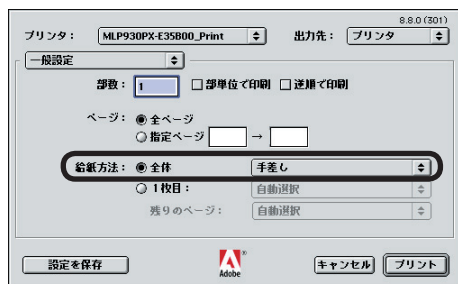 8.8.0 (301)
プリンタ： MLP930PX-E35B00_Print 出力先： プリンタ
一般設定
部数： 1 部単位で印刷 逆順で印刷
ページ： 全ページ
指定ページ →
給紙方法： 全体 手差し
1 枚目： 自動選択
残りのページ： 自動選択
設定を保存 Adobe キャンセル プリント